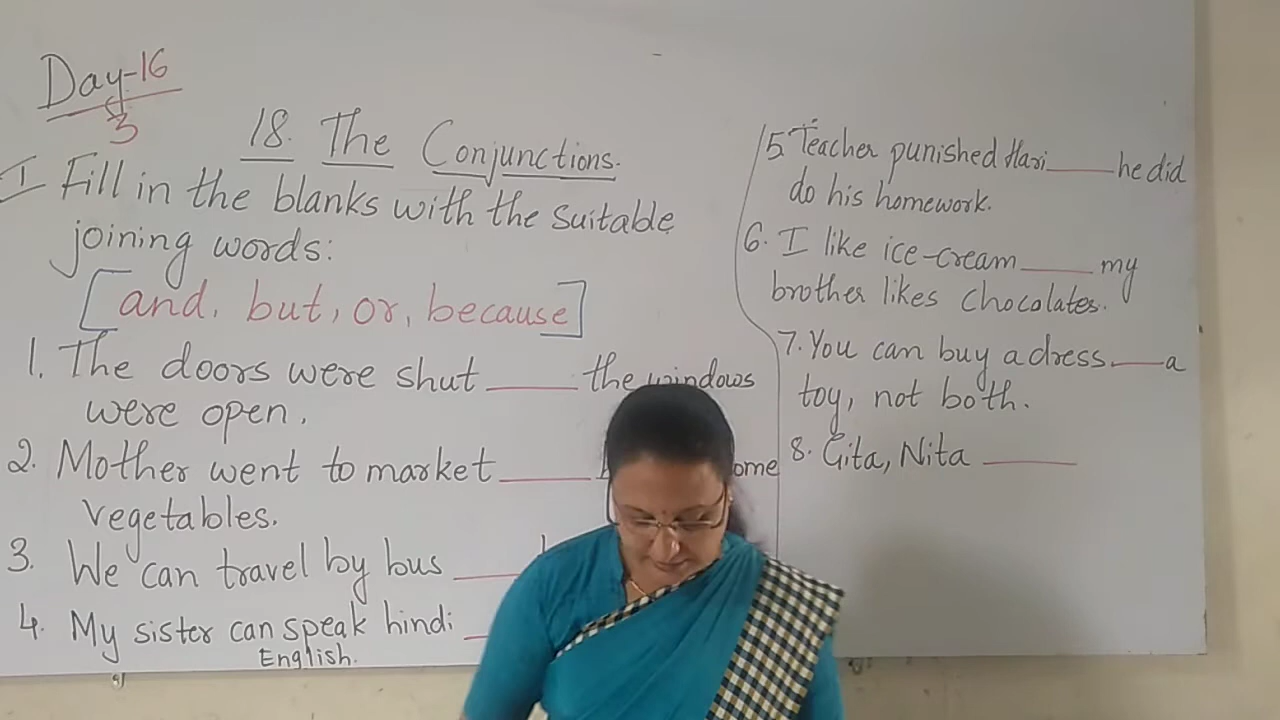 Day-16
3
18. The Conjunctions.
I Fill in the blanks with the suitable
joining words:
[and, but, or, because]
1. The doors were shut ____ the windows
were open.
2. Mother went to market ____
vegetables.
3. We can travel by bus ____
4. My sister can speak hindi ____
English.
5. Teacher punished Hari ____ he did
do his homework.
6. I like ice-cream ____ my
brother likes chocolates.
7. You can buy a dress ____ a
toy, not both.
8. Gita, Nita ____